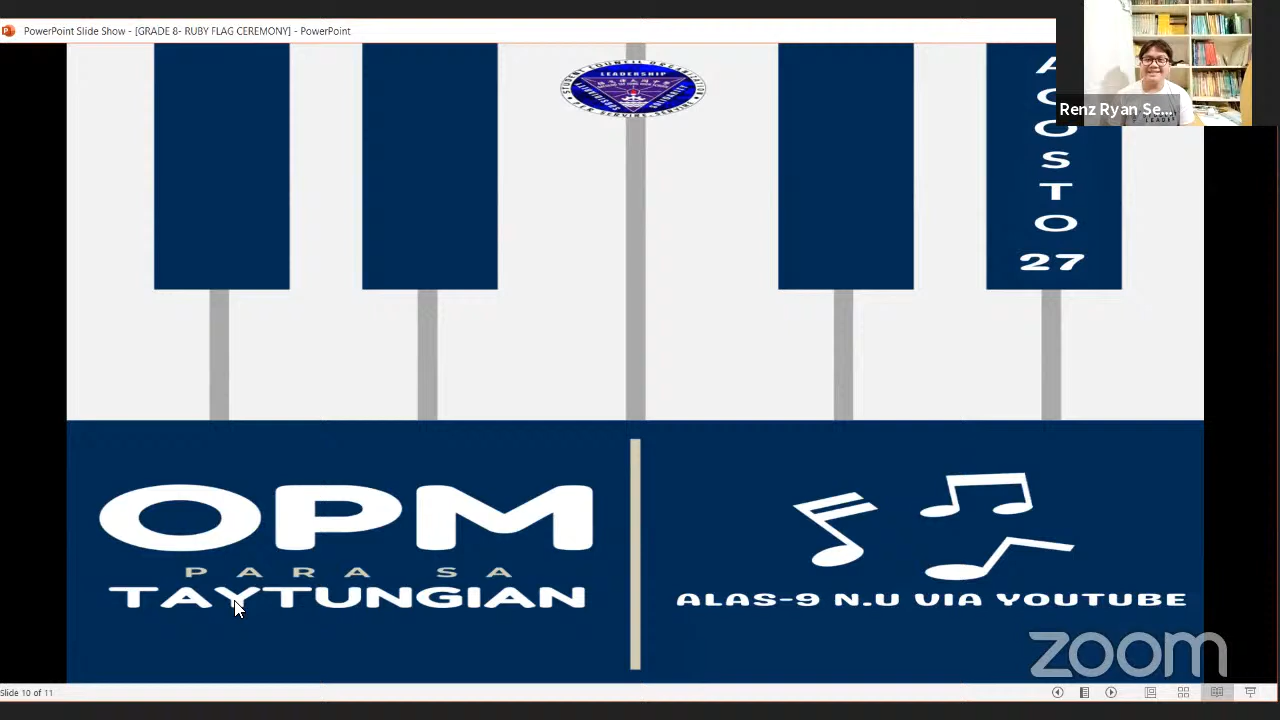 PowerPoint Slide Show - [GRADE 8- RUBY FLAG CEREMONY] - PowerPoint
Renz Ryan Se...
LEADERSHIP
AGOSTO
27
OPM
PARA SA
TAYTUNGIAN
ALAS-9 N.U VIA YOUTUBE
zoom
Slide 10 of 11